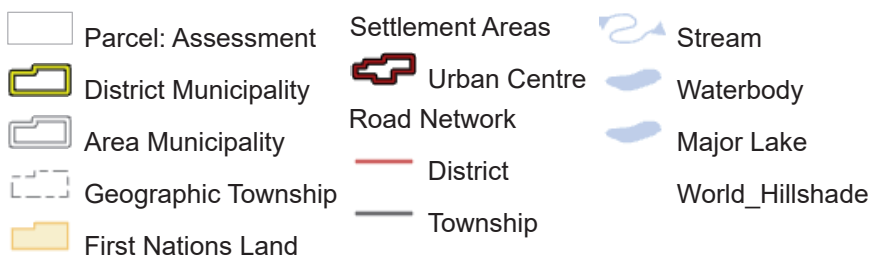 Parcel: Assessment
District Municipality
Area Municipality
Geographic Township
First Nations Land
Settlement Areas
Urban Centre
Road Network
District
Township
Stream
Waterbody
Major Lake
World_Hillshade